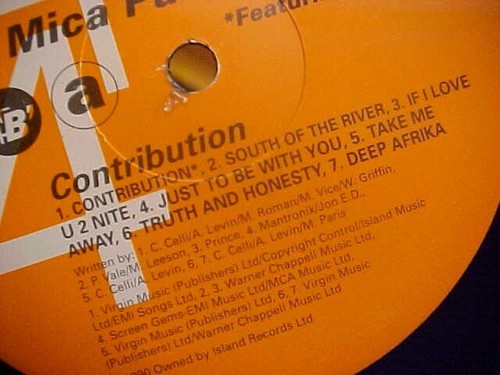 Mica
*Featuri
a
B'
Contribution
1. CONTRIBUTION*, 2. SOUTH OF THE RIVER, 3. IF I LOVE
U 2 NITE, 4. JUST TO BE WITH YOU, 5. TAKE ME
AWAY, 6. TRUTH AND HONESTY, 7. DEEP AFRIKA
Written by: 1. C. Celli/A. Levin/M. Roman/M. Vice/W. Griffin,
2. P. Vale/M. Leeson, 3. Prince, 4. Mantronik/Jon E.D.,
5. C. Celli/A. Levin, 6, 7. C. Celli/A. Levin/M. Paris
1. Virgin Music (Publishers) Ltd/Copyright Control/Island Music
Ltd/EMI Songs Ltd, 2, 3. Warner Chappell Music Ltd,
4. Screen Gems-EMI Music Ltd/MCA Music Ltd,
5. Virgin Music (Publishers) Ltd, 6, 7. Virgin Music
(Publishers) Ltd/Warner Chappell Music Ltd
990 Owned by Island Records Ltd